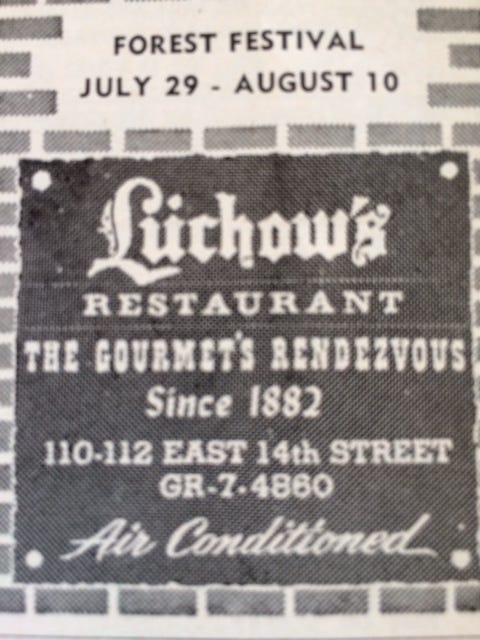 FOREST FESTIVAL
JULY 29 - AUGUST 10
Lüchow's
RESTAURANT
THE GOURMET'S RENDEZVOUS
Since 1882
110-112 EAST 14th STREET
GR-7-4860
Air Conditioned